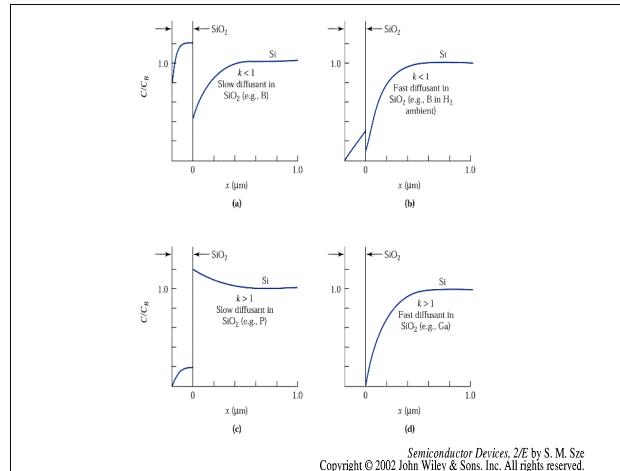 SiO₂
Si
C/C_B
1.0
k < 1
Slow diffusant in
SiO₂ (e.g., B)
0
1.0
x (μm)
(a)
SiO₂
Si
1.0
k < 1
Fast diffusant in
SiO₂ (e.g., B in H₂
ambient)
0
1.0
x (μm)
(b)
SiO₂
Si
C/C_B
1.0
k > 1
Slow diffusant in
SiO₂ (e.g., P)
0
1.0
x (μm)
(c)
SiO₂
Si
1.0
k > 1
Fast diffusant in
SiO₂ (e.g., Ga)
0
1.0
x (μm)
(d)
Semiconductor Devices, 2/E by S. M. Sze
Copyright © 2002 John Wiley & Sons. Inc. All rights reserved.